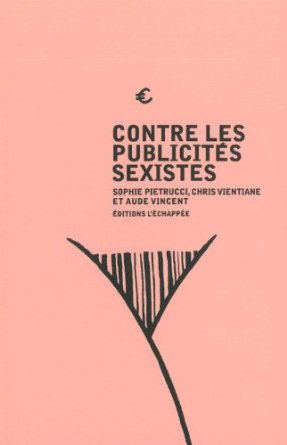 €
CONTRE LES
PUBLICITÉS
SEXISTES
SOPHIE PIETRUCCI, CHRIS VIENTIANE
ET AUDE VINCENT
ÉDITIONS L'ÉCHAPPÉE